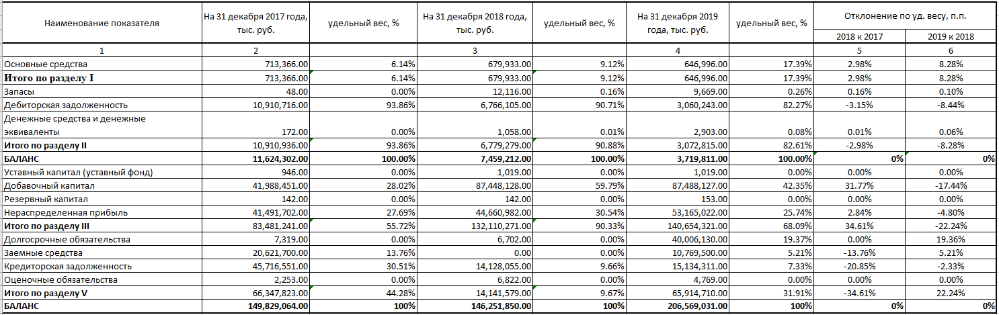 Наименование показателя | На 31 декабря 2017 года, тыс. руб. | удельный вес, % | На 31 декабря 2018 года, тыс. руб. | удельный вес, % | На 31 декабря 2019 года, тыс. руб. | удельный вес, % | Отклонение по уд. весу, п.п.
2018 к 2017 | 2019 к 2018
1 | 2 | 3 | 4 | 5 | 6
Основные средства | 713,366.00 | 6.14% | 679,933.00 | 9.12% | 646,996.00 | 17.39% | 2.98% | 8.28%
Итого по разделу I | 713,366.00 | 6.14% | 679,933.00 | 9.12% | 646,996.00 | 17.39% | 2.98% | 8.28%
Запасы | 48.00 | 0.00% | 12,116.00 | 0.16% | 9,669.00 | 0.26% | 0.16% | 0.10%
Дебиторская задолженность | 10,910,716.00 | 93.86% | 6,766,105.00 | 90.71% | 3,060,243.00 | 82.27% | -3.15% | -8.44%
Денежные средства и денежные
эквиваленты | 172.00 | 0.00% | 1,058.00 | 0.01% | 2,903.00 | 0.08% | 0.01% | 0.06%
Итого по разделу II | 10,910,936.00 | 93.86% | 6,779,279.00 | 90.88% | 3,072,815.00 | 82.61% | -2.98% | -8.28%
БАЛАНС | 11,624,302.00 | 100.00% | 7,459,212.00 | 100.00% | 3,719,811.00 | 100.00% | 0% | 0%
Уставный капитал (уставный фонд) | 946.00 | 0.00% | 1,019.00 | 0.00% | 1,019.00 | 0.00% | 0.00% | 0.00%
Добавочный капитал | 41,988,451.00 | 28.02% | 87,448,128.00 | 59.79% | 87,488,127.00 | 42.35% | 31.77% | -17.44%
Резервный капитал | 142.00 | 0.00% | 142.00 | 0.00% | 153.00 | 0.00% | 0.00% | 0.00%
Нераспределенная прибыль | 41,491,702.00 | 27.69% | 44,660,982.00 | 30.54% | 53,165,022.00 | 25.74% | 2.84% | -4.80%
Итого по разделу III | 83,481,241.00 | 55.72% | 132,110,271.00 | 90.33% | 140,654,321.00 | 68.09% | 34.61% | -22.24%
Долгосрочные обязательства | 7,319.00 | 0.00% | 6,702.00 | 0.00% | 40,006,130.00 | 19.37% | 0.00% | 19.36%
Заемные средства | 20,621,700.00 | 13.76% | 0.00 | 0.00% | 10,769,500.00 | 5.21% | -13.76% | 5.21%
Кредиторская задолженность | 45,716,551.00 | 30.51% | 14,128,055.00 | 9.66% | 15,134,311.00 | 7.33% | -20.85% | -2.33%
Оценочные обязательства | 2,253.00 | 0.00% | 6,822.00 | 0.00% | 4,769.00 | 0.00% | 0.00% | 0.00%
Итого по разделу V | 66,347,823.00 | 44.28% | 14,141,579.00 | 9.67% | 65,914,710.00 | 31.91% | -34.61% | 22.24%
БАЛАНС | 149,829,064.00 | 100% | 146,251,850.00 | 100% | 206,569,031.00 | 100% | 0% | 0%